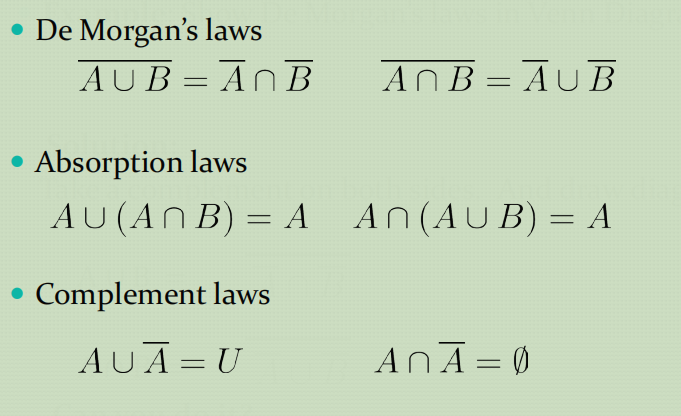 • De Morgan's laws
$\overline{A \cup B} = \overline{A} \cap \overline{B}$    $\overline{A \cap B} = \overline{A} \cup \overline{B}$
• Absorption laws
$A \cup (A \cap B) = A$    $A \cap (A \cup B) = A$
• Complement laws
$A \cup \overline{A} = U$    $A \cap \overline{A} = \emptyset$